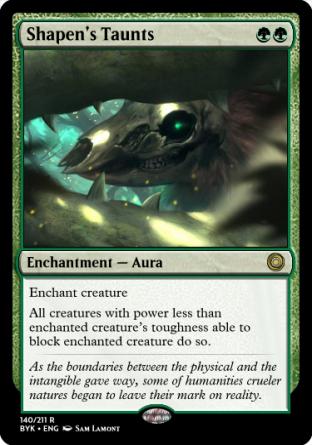 Shapen's Taunts
Enchantment — Aura
Enchant creature
All creatures with power less than
enchanted creature's toughness able to
block enchanted creature do so.
As the boundaries between the physical and the
intangible gave way, some of humanities crueler
natures began to leave their mark on reality.
140/211 R
BYK • ENG SAM LAMONT